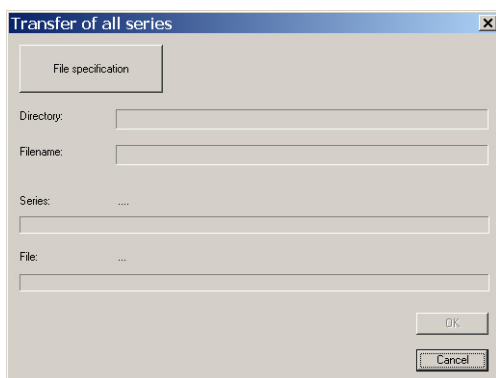 Transfer of all series
File specification
Directory:
Filename:
Series: ....
File: ...
OK
Cancel